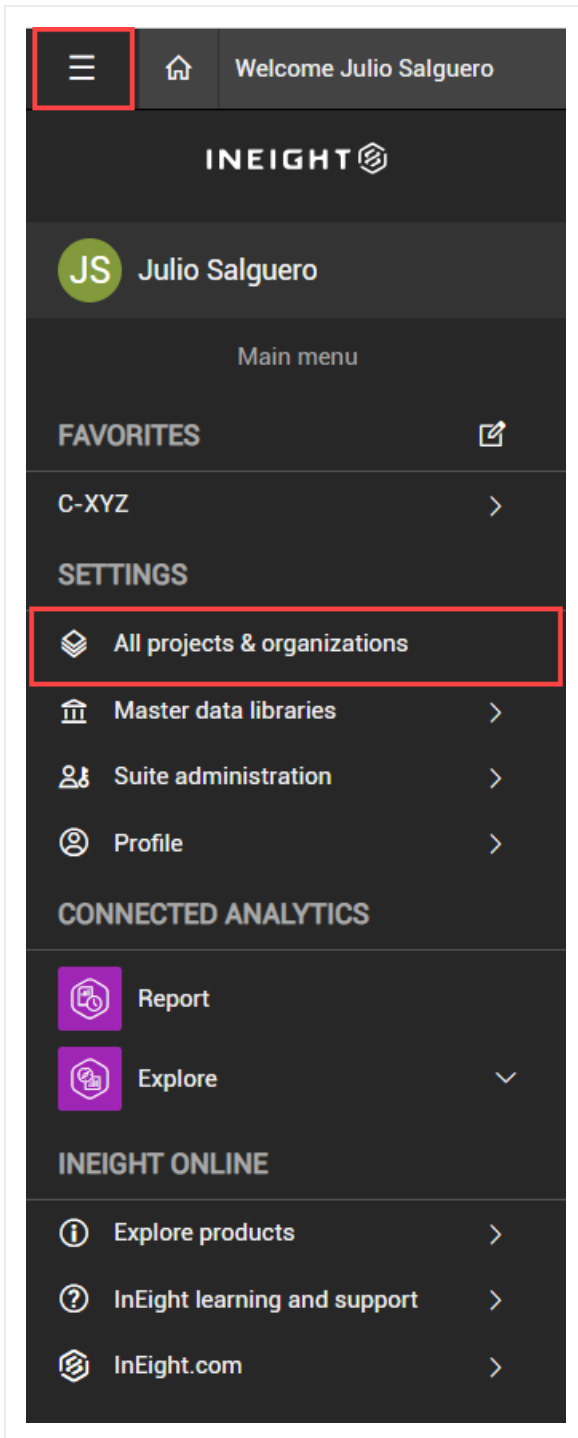 Welcome Julio Salguero
INEIGHT
JS Julio Salguero
Main menu
FAVORITES
C-XYZ
SETTINGS
All projects & organizations
Master data libraries
Suite administration
Profile
CONNECTED ANALYTICS
Report
Explore
INEIGHT ONLINE
Explore products
InEight learning and support
InEight.com